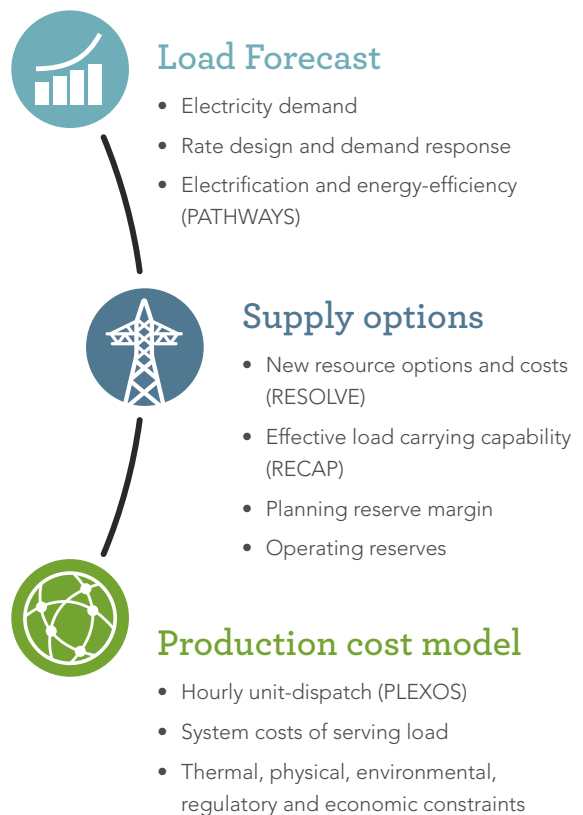 Load Forecast
• Electricity demand
• Rate design and demand response
• Electrification and energy-efficiency
(PATHWAYS)
Supply options
• New resource options and costs
(RESOLVE)
• Effective load carrying capability
(RECAP)
• Planning reserve margin
• Operating reserves
Production cost model
• Hourly unit-dispatch (PLEXOS)
• System costs of serving load
• Thermal, physical, environmental,
regulatory and economic constraints